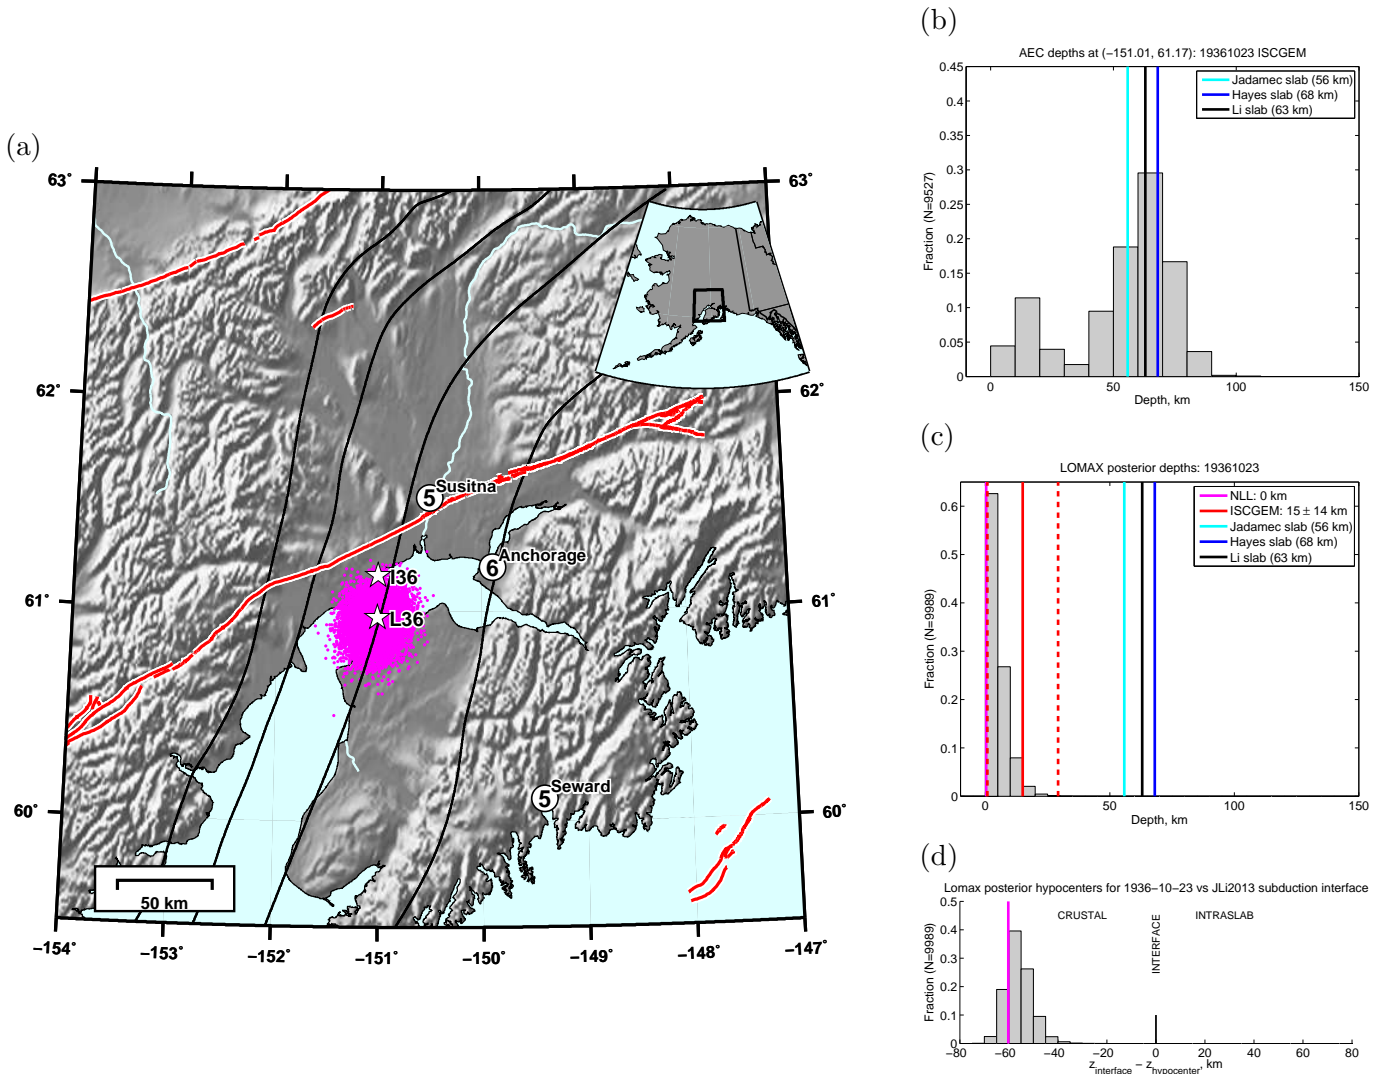 (a)
63°
63°
62°
62°
61°
61°
60°
60°
−154
−152
−151
−150
−149
−148
−147
5 Susitna
6 Anchorage
I36
L36
5 Seward
50 km
(b)
AEC depths at (−151.01, 61.17): 19361023 ISCGEM
Jadamec slab (56 km)
Hayes slab (68 km)
Li slab (63 km)
Fraction (N=9527)
0.45
0.4
0.35
0.3
0.25
0.2
0.15
0.1
0.05
0
0 50 100 150
Depth, km
(c)
LOMAX posterior depths: 19361023
NLL: 0 km
ISCGEM: 15 ± 14 km
Jadamec slab (56 km)
Hayes slab (68 km)
Li slab (63 km)
Fraction (N=9989)
0.6
0.5
0.4
0.3
0.2
0.1
0
0 50 100 150
Depth, km
(d)
Lomax posterior hypocenters for 1936−10−23 vs JLi2013 subduction interface
CRUSTAL
INTERFACE
INTRASLAB
Fraction (N=9989)
0.5
0.4
0.3
0.2
0.1
0
−80 −60 −40 −20 0 20 40 60 80
z_interface − z_hypocenter, km